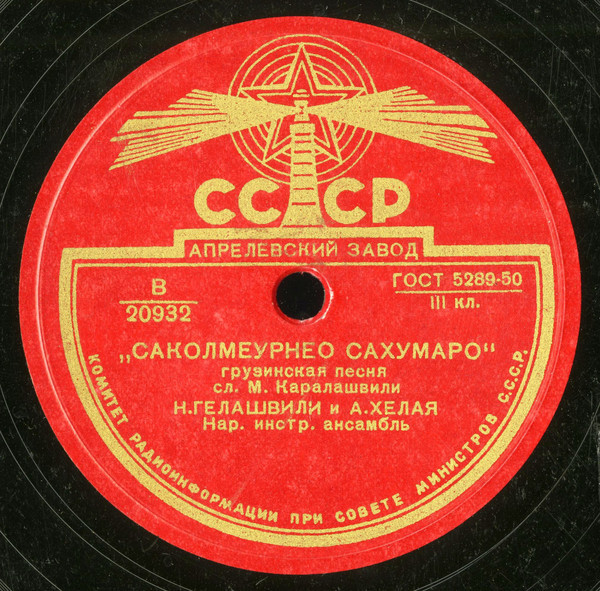 СССР
АПРЕЛЕВСКИЙ ЗАВОД
В
20932
ГОСТ 5289-50
III кл.
„САКОЛМЕУРНЕО САХУМАРО“
грузинская песня
сл. М. Каралашвили
Н.ГЕЛАШВИЛИ и А.ХЕЛАЯ
Нар. инстр. ансамбль
КОМИТЕТ РАДИОИНФОРМАЦИИ ПРИ СОВЕТЕ МИНИСТРОВ С.С.С.Р.